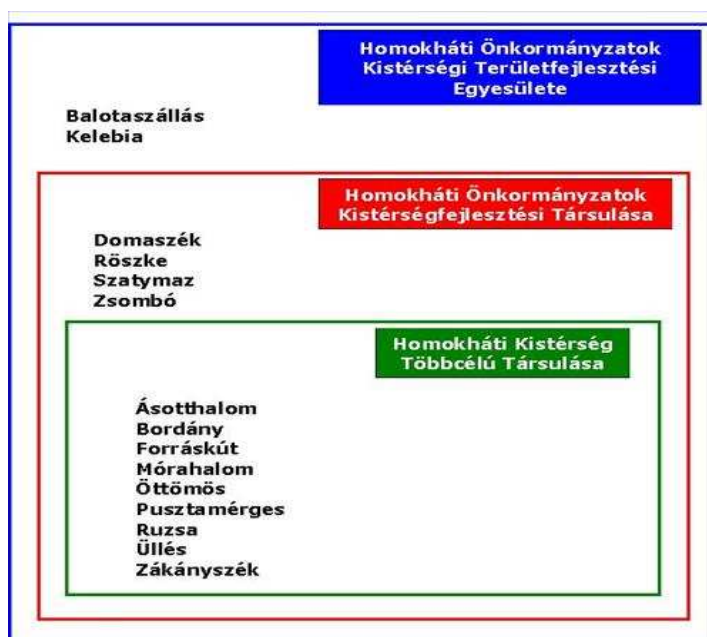 Homokháti Önkormányzatok
Kistérségi Területfejlesztési
Egyesülete
Balotaszállás
Kelebia
Homokháti Önkormányzatok
Kistérségfejlesztési Társulása
Domaszék
Röszke
Szatymaz
Zsombó
Homokháti Kistérség
Többcélú Társulása
Ásotthalom
Bordány
Forráskút
Mórahalom
Öttömös
Pusztamérges
Ruzsa
Üllés
Zákányszék